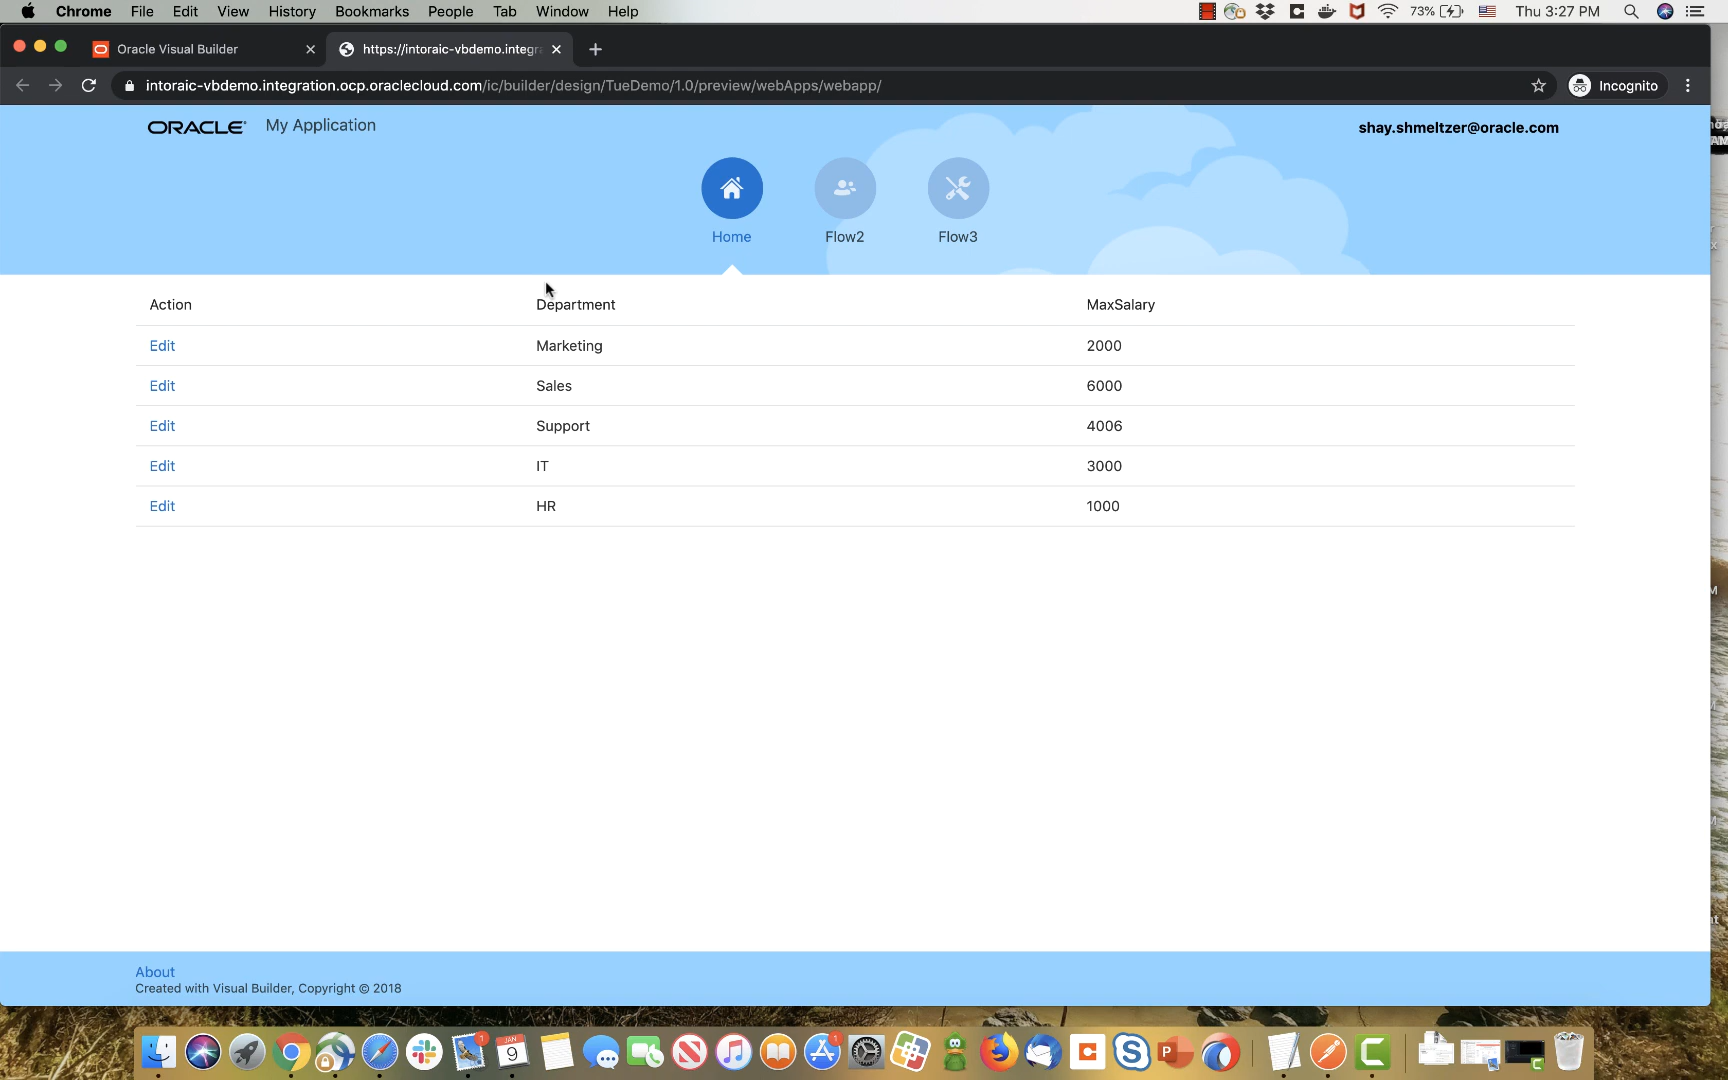 Chrome File Edit View History Bookmarks People Tab Window Help 73% Thu 3:27 PM
Oracle Visual Builder https://intoraic-vbdemo.integr
intoraic-vbdemo.integration.ocp.oraclecloud.com/ic/builder/design/TueDemo/1.0/preview/webApps/webapp/ Incognito
ORACLE My Application shay.shmeltzer@oracle.com
Home Flow2 Flow3
Action Department MaxSalary
Edit Marketing 2000
Edit Sales 6000
Edit Support 4006
Edit IT 3000
Edit HR 1000
About
Created with Visual Builder, Copyright © 2018
JAN
9